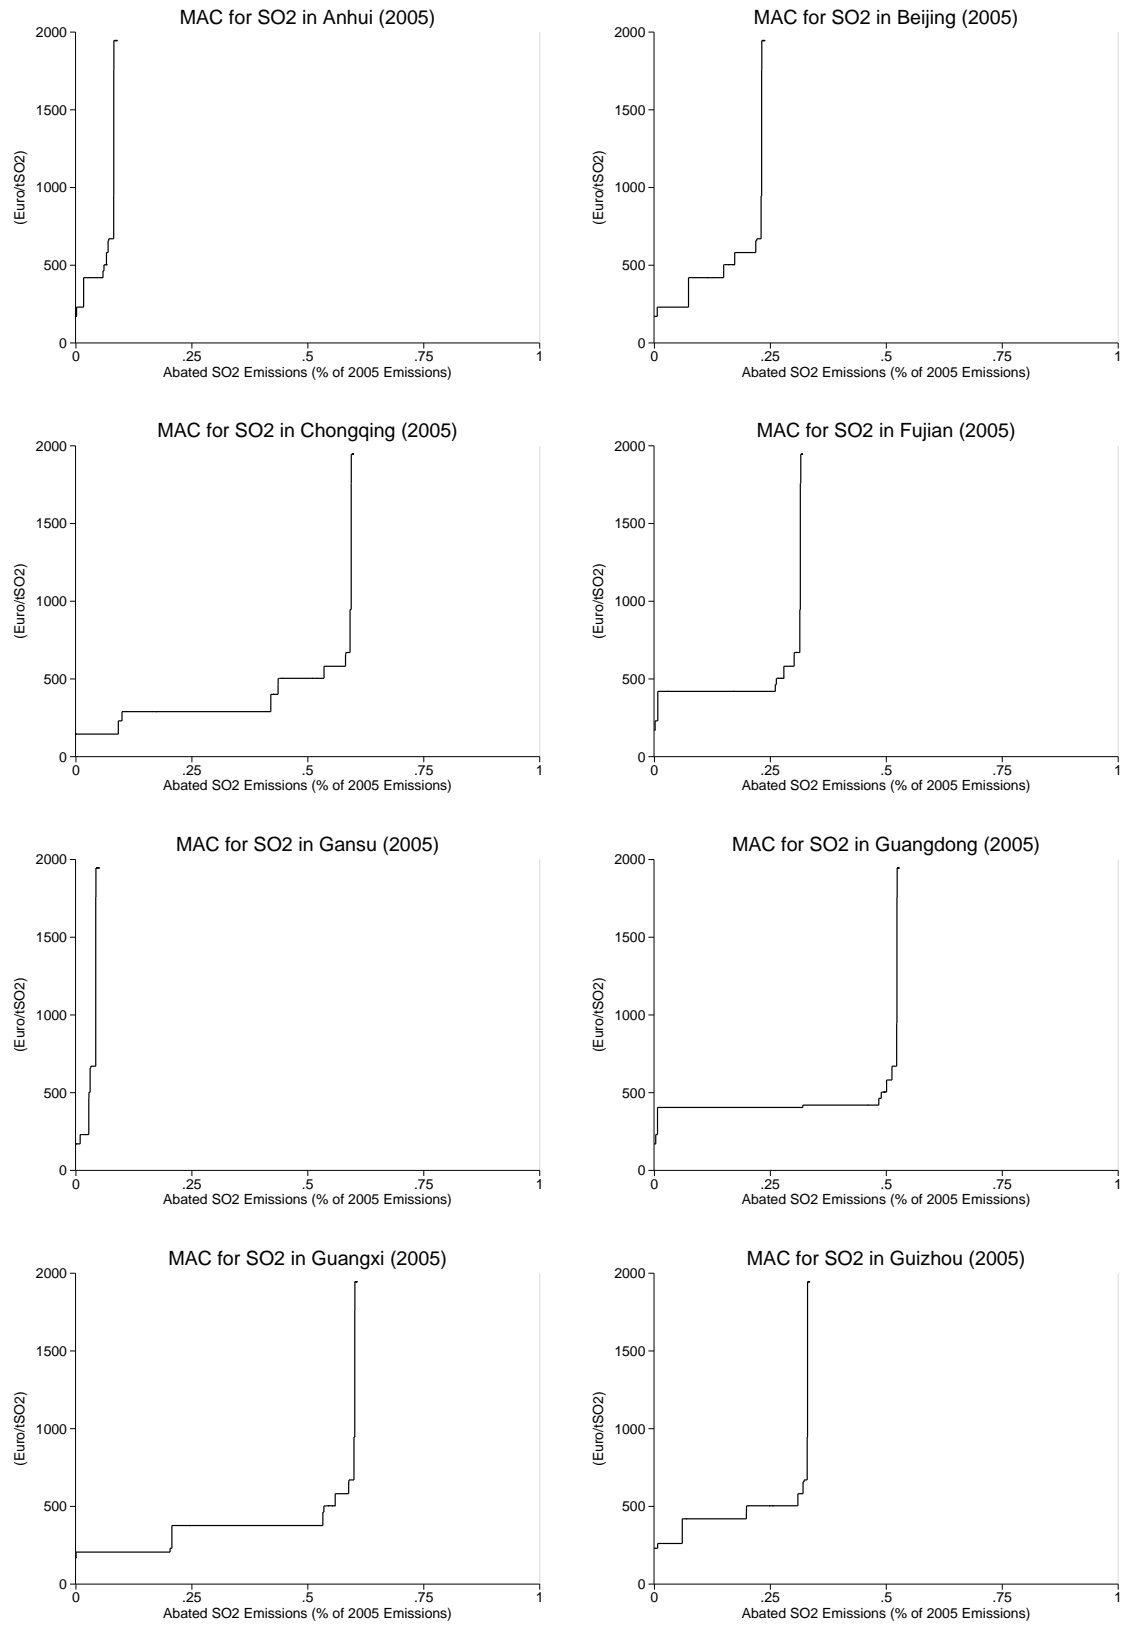 MAC for SO2 in Anhui (2005)
2000
1500
1000
500
0
(Euro/tSO2)
0 .25 .5 .75 1
Abated SO2 Emissions (% of 2005 Emissions)
MAC for SO2 in Beijing (2005)
2000
1500
1000
500
0
(Euro/tSO2)
0 .25 .5 .75 1
Abated SO2 Emissions (% of 2005 Emissions)
MAC for SO2 in Chongqing (2005)
2000
1500
1000
500
0
(Euro/tSO2)
0 .25 .5 .75 1
Abated SO2 Emissions (% of 2005 Emissions)
MAC for SO2 in Fujian (2005)
2000
1500
1000
500
0
(Euro/tSO2)
0 .25 .5 .75 1
Abated SO2 Emissions (% of 2005 Emissions)
MAC for SO2 in Gansu (2005)
2000
1500
1000
500
0
(Euro/tSO2)
0 .25 .5 .75 1
Abated SO2 Emissions (% of 2005 Emissions)
MAC for SO2 in Guangdong (2005)
2000
1500
1000
500
0
(Euro/tSO2)
0 .25 .5 .75 1
Abated SO2 Emissions (% of 2005 Emissions)
MAC for SO2 in Guangxi (2005)
2000
1500
1000
500
0
(Euro/tSO2)
0 .25 .5 .75 1
Abated SO2 Emissions (% of 2005 Emissions)
MAC for SO2 in Guizhou (2005)
2000
1500
1000
500
0
(Euro/tSO2)
0 .25 .5 .75 1
Abated SO2 Emissions (% of 2005 Emissions)